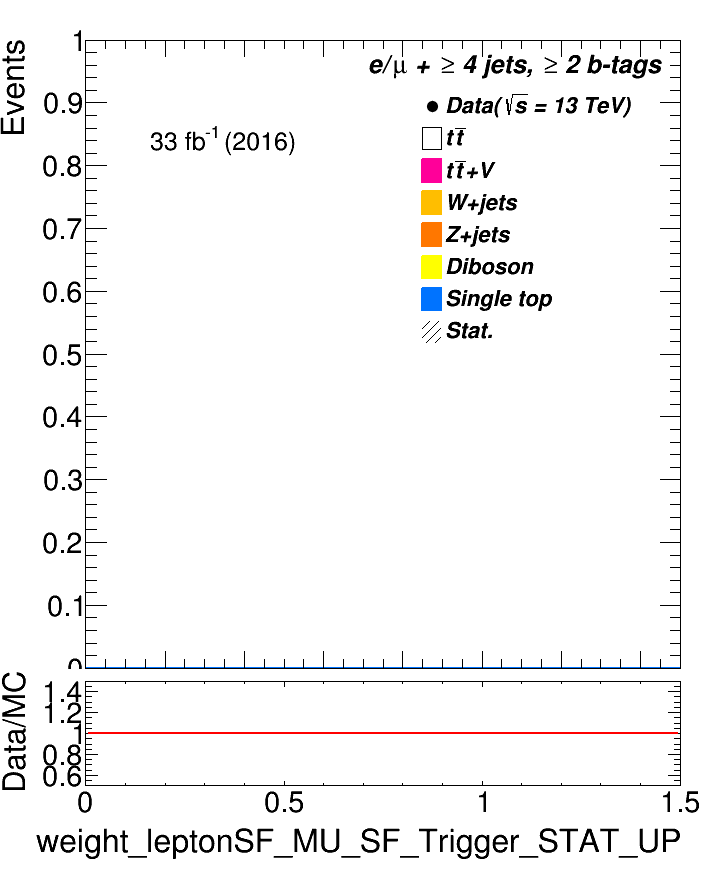 Events
1
0.9
0.8
0.7
0.6
0.5
0.4
0.3
0.2
0.1
0
e/μ + ≥ 4 jets, ≥ 2 b-tags
33 fb⁻¹ (2016)
Data(√s = 13 TeV)
tt̅
tt̅+V
W+jets
Z+jets
Diboson
Single top
Stat.
Data/MC
1.4
1.2
1
0.8
0.6
0 0.5 1 1.5
weight_leptonSF_MU_SF_Trigger_STAT_UP